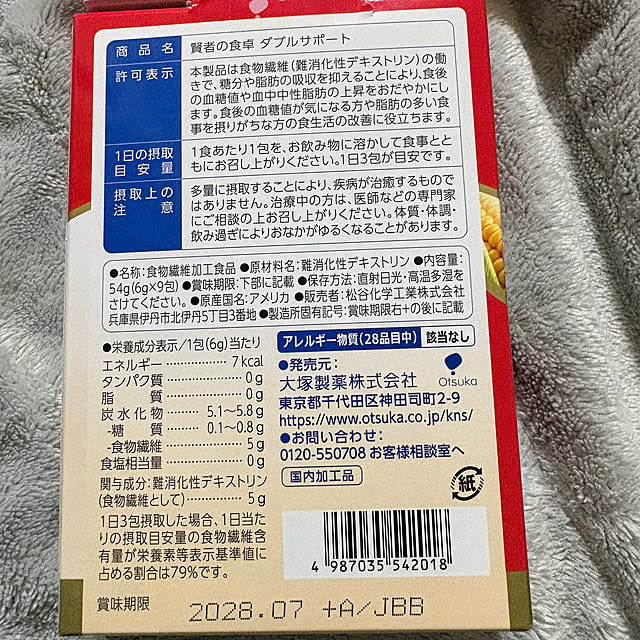 商品名 賢者の食卓 ダブルサポート
許可表示 本製品は食物繊維(難消化性デキストリン)の働
きで、糖分や脂肪の吸収を抑えることにより、食後
の血糖値や血中中性脂肪の上昇をおだやかにし
ます。食後の血糖値が気になる方や脂肪の多い食
事を摂りがちな方の食生活の改善に役立ちます。
1日の摂取目安量 1食あたり1包を、お飲み物に溶かして食事とと
もにお召し上がりください。1日3包が目安です。
摂取上の注意 多量に摂取することにより、疾病が治癒するもので
はありません。治療中の方は、医師などの専門家
にご相談の上お召し上がりください。体質・体調・
飲み過ぎによりおなかがゆるくなることがあります。
●名称:食物繊維加工食品 ●原材料名:難消化性デキストリン ●内容量:
54g(6g×9包) ●賞味期限:下部に記載 ●保存方法:直射日光・高温多湿を
さけてください。 ●原産国名:アメリカ ●販売者:松谷化学工業株式会社
兵庫県伊丹市北伊丹5丁目3番地 ●製造所固有記号:賞味期限右+の後に記載
●栄養成分表示/1包(6g)当たり
エネルギー 7kcal
タンパク質 0g
脂質 0g
炭水化物 5.1~5.8g
-糖質 0.1~0.8g
-食物繊維 5g
食塩相当量 0g
関与成分:難消化性デキストリン
(食物繊維として) 5g
1日3包摂取した場合、1日当た
りの摂取目安量の食物繊維含
有量が栄養素等表示基準値に
占める割合は79%です。
アレルギー物質(28品目中) 該当なし
●発売元:
大塚製薬株式会社 Otsuka
東京都千代田区神田司町2-9
https://www.otsuka.co.jp/kns/
●お問い合わせ:
0120-550708 お客様相談室へ
国内加工品
紙
4 987035 542018
賞味期限 2028.07 +A/JBB